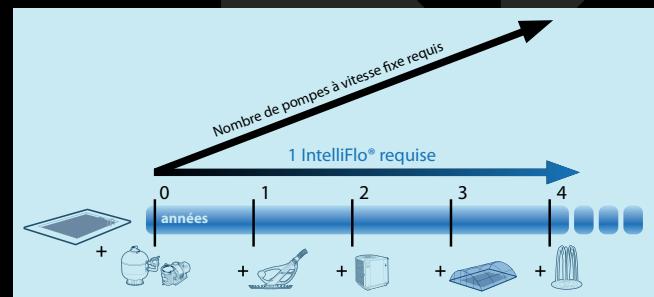 Nombre de pompes à vitesse fixe requis
1 IntelliFlo® requise
0 1 2 3 4
années
+ + + + +